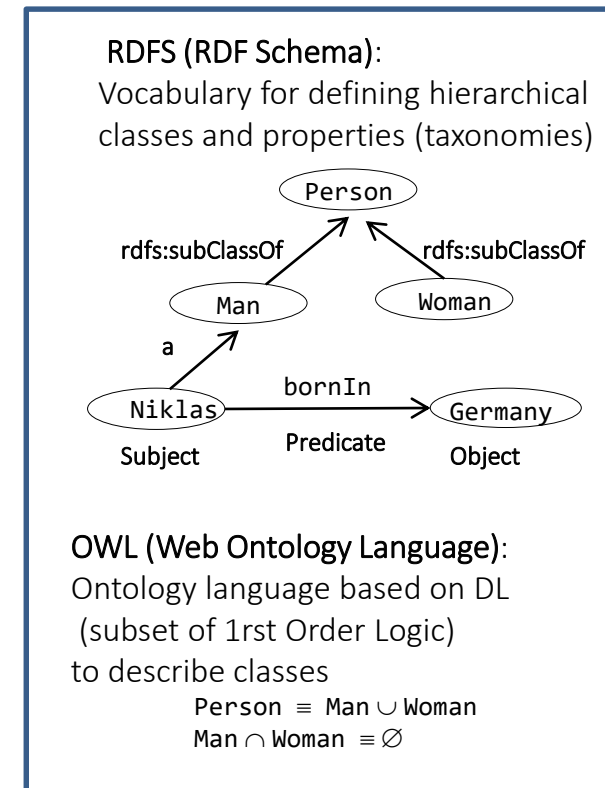 RDFS (RDF Schema):
Vocabulary for defining hierarchical
classes and properties (taxonomies)
Person
rdfs:subClassOf
rdfs:subClassOf
Man
Woman
a
bornIn
Niklas
Germany
Subject
Predicate
Object
OWL (Web Ontology Language):
Ontology language based on DL
(subset of 1rst Order Logic)
to describe classes
Person ≡ Man ∪ Woman
Man ∩ Woman ≡ ∅